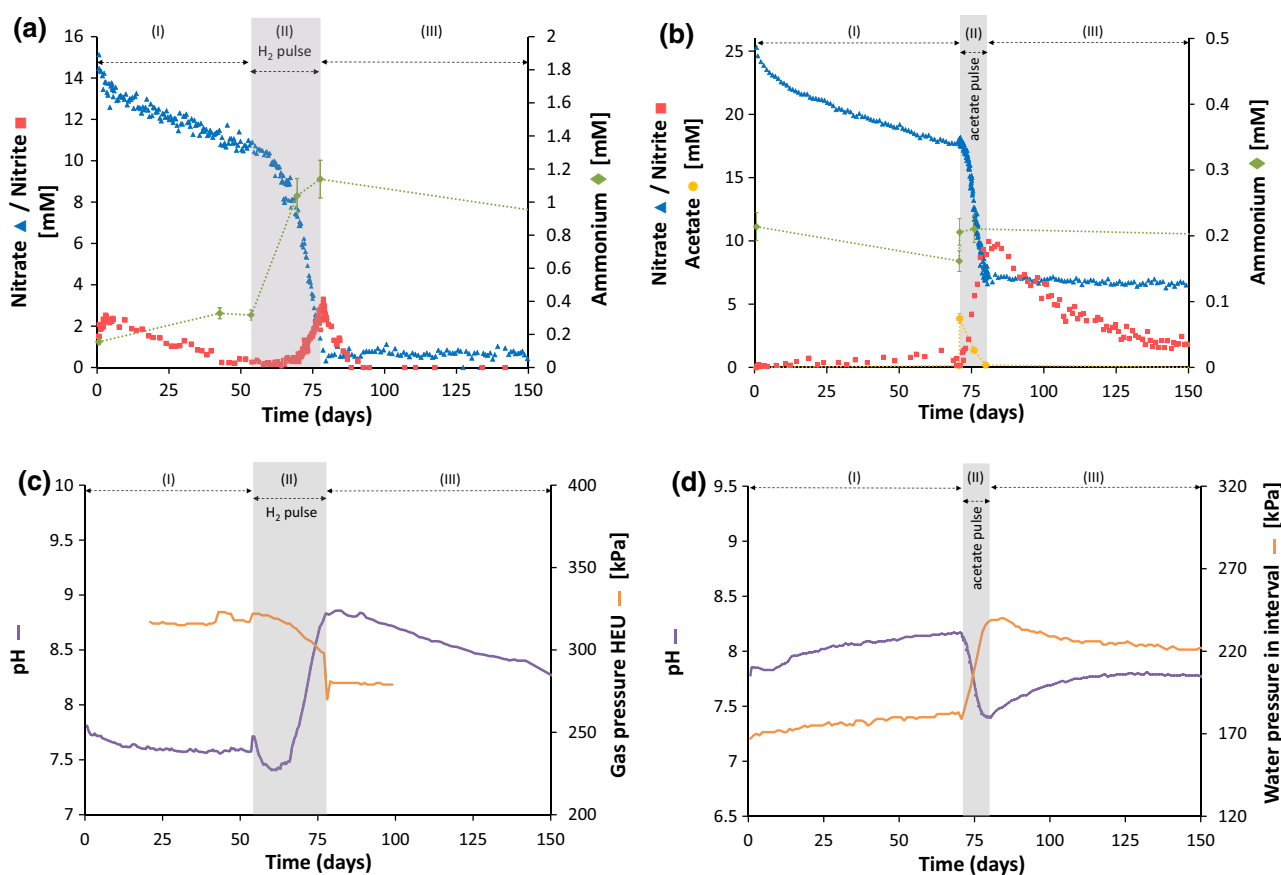 (a)
(I)
(II)
(III)
H₂ pulse
16
14
12
10
8
6
4
2
0
2
1.8
1.6
1.4
1.2
1
0.8
0.6
0.4
0.2
0
0
25
50
75
100
125
150
Nitrate ▲ / Nitrite ■
[mM]
Ammonium ◆ [mM]
Time (days)
(b)
(I)
(II)
(III)
acetate pulse
25
20
15
10
5
0
0.5
0.4
0.3
0.2
0.1
0
0
25
50
75
100
125
150
Nitrate ▲ / Nitrite ■
Acetate ● [mM]
Ammonium ◆ [mM]
Time (days)
(c)
(I)
(II)
(III)
H₂ pulse
10
9.5
9
8.5
8
7.5
7
400
350
300
250
200
0
25
50
75
100
125
150
pH —
Gas pressure HEU — [kPa]
Time (days)
(d)
(I)
(II)
(III)
acetate pulse
9.5
9
8.5
8
7.5
7
6.5
320
270
220
170
120
0
25
50
75
100
125
150
pH —
Water pressure in interval — [kPa]
Time (days)